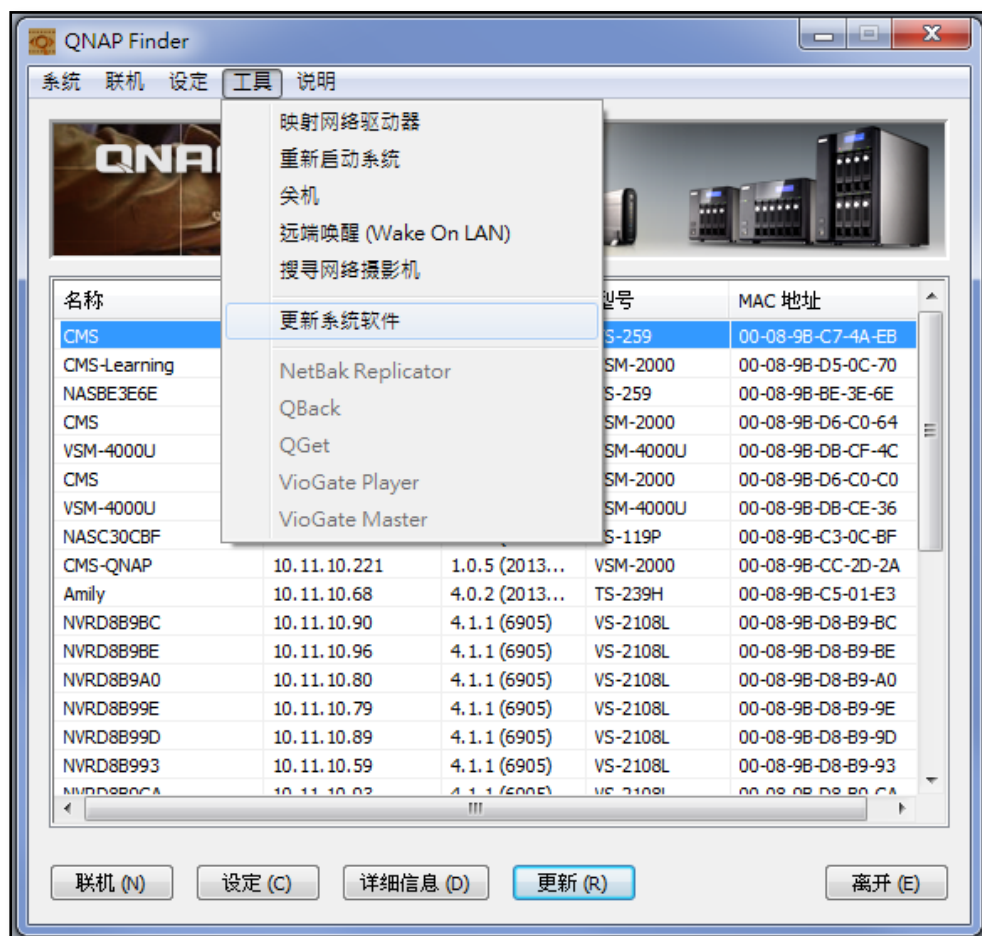 QNAP Finder
系统 联机 设定 工具 说明
QNA
映射网络驱动器
重新启动系统
关机
远端唤醒 (Wake On LAN)
搜寻网络摄影机
更新系统软件
NetBak Replicator
QBack
QGet
VioGate Player
VioGate Master
名称 型号 MAC 地址
CMS S-259 00-08-9B-C7-4A-EB
CMS-Learning SM-2000 00-08-9B-D5-0C-70
NASBE3E6E S-259 00-08-9B-BE-3E-6E
CMS SM-2000 00-08-9B-D6-C0-64
VSM-4000U SM-4000U 00-08-9B-DB-CF-4C
CMS SM-2000 00-08-9B-D6-C0-C0
VSM-4000U SM-4000U 00-08-9B-DB-CE-36
NASC30CBF S-119P 00-08-9B-C3-0C-BF
CMS-QNAP 10.11.10.221 1.0.5 (2013... VSM-2000 00-08-9B-CC-2D-2A
Amily 10.11.10.68 4.0.2 (2013... TS-239H 00-08-9B-C5-01-E3
NVRD8B9BC 10.11.10.90 4.1.1 (6905) VS-2108L 00-08-9B-D8-B9-BC
NVRD8B9BE 10.11.10.96 4.1.1 (6905) VS-2108L 00-08-9B-D8-B9-BE
NVRD8B9A0 10.11.10.80 4.1.1 (6905) VS-2108L 00-08-9B-D8-B9-A0
NVRD8B99E 10.11.10.79 4.1.1 (6905) VS-2108L 00-08-9B-D8-B9-9E
NVRD8B99D 10.11.10.89 4.1.1 (6905) VS-2108L 00-08-9B-D8-B9-9D
NVRD8B993 10.11.10.59 4.1.1 (6905) VS-2108L 00-08-9B-D8-B9-93
联机 (N) 设定 (C) 详细信息 (D) 更新 (R) 离开 (E)